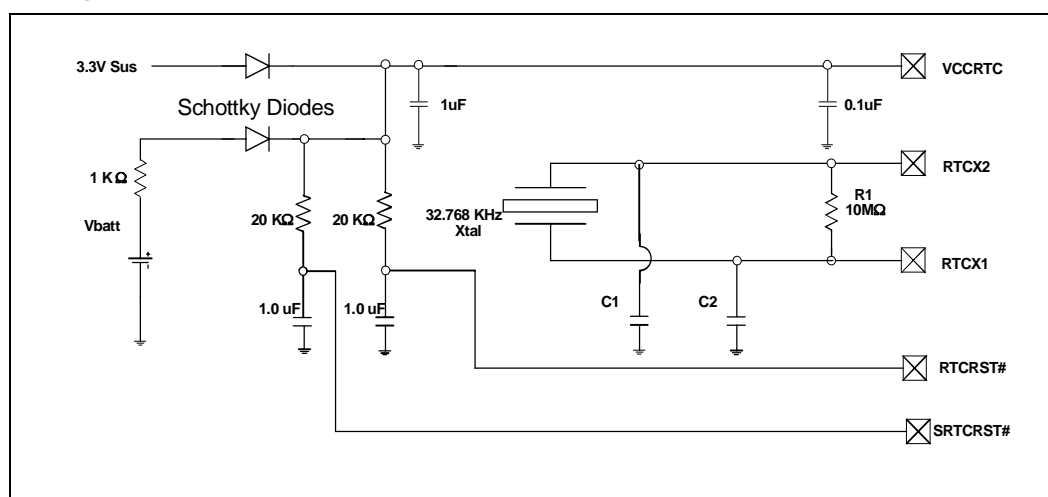 3.3V Sus
VCCRTC
Schottky Diodes
1uF
0.1uF
1 KΩ
RTCX2
R1
10MΩ
20 KΩ
20 KΩ
32.768 KHz
Xtal
Vbatt
RTCX1
1.0 uF
1.0 uF
C1
C2
RTCRST#
SRTCRST#